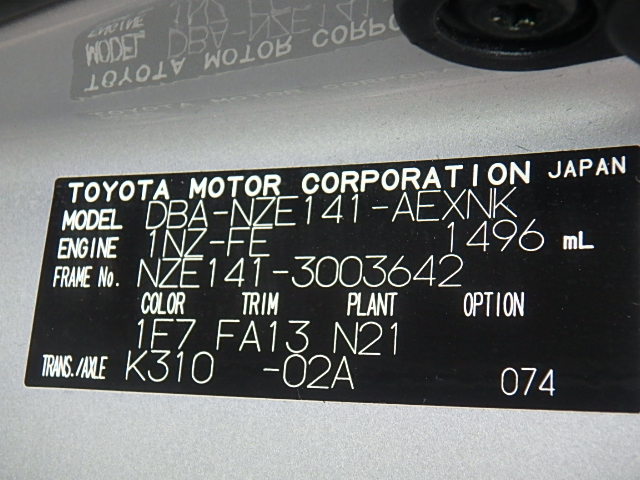 TOYOTA MOTOR CORPORATION JAPAN
MODEL DBA-NZE141-AEXNK
ENGINE 1NZ-FE 1496 mL
FRAME No. NZE141-3003642
COLOR TRIM PLANT OPTION
1E7 FA13 N21
TRANS./AXLE K310 -02A 074